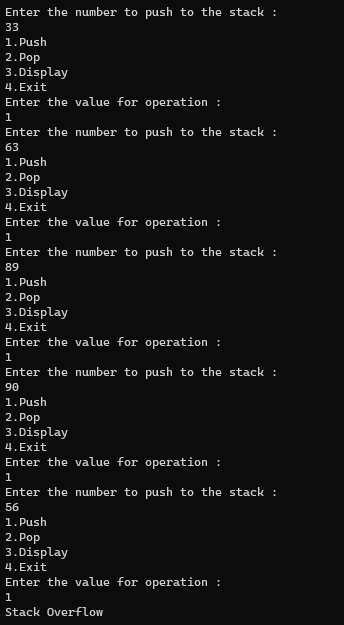 Enter the number to push to the stack :
33
1.Push
2.Pop
3.Display
4.Exit
Enter the value for operation :
1
Enter the number to push to the stack :
63
1.Push
2.Pop
3.Display
4.Exit
Enter the value for operation :
1
Enter the number to push to the stack :
89
1.Push
2.Pop
3.Display
4.Exit
Enter the value for operation :
1
Enter the number to push to the stack :
90
1.Push
2.Pop
3.Display
4.Exit
Enter the value for operation :
1
Enter the number to push to the stack :
56
1.Push
2.Pop
3.Display
4.Exit
Enter the value for operation :
1
Stack Overflow